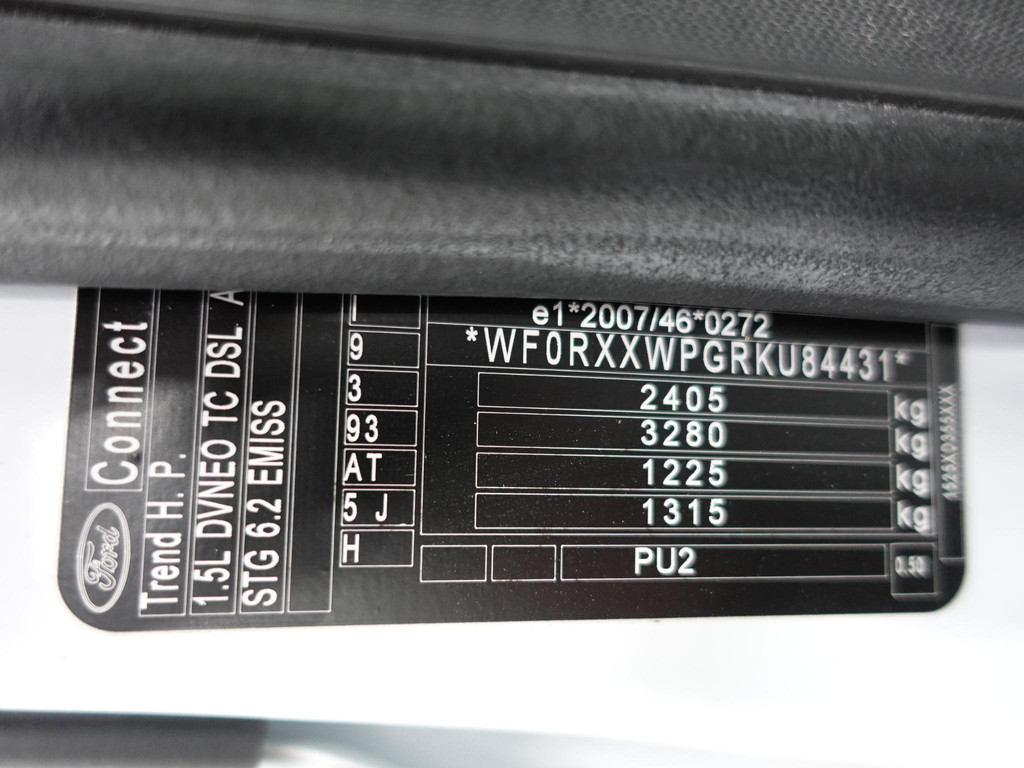 Ford
Connect
Trend H. P.
1.5L DVNEO TC DSL
STG 6.2 EMISS
9
3
93
AT
5 J
H
e1*2007/46*0272
*WF0RXXWPGRKU84431*
2405 kg
3280 kg
1225 kg
1315 kg
PU2
0.50